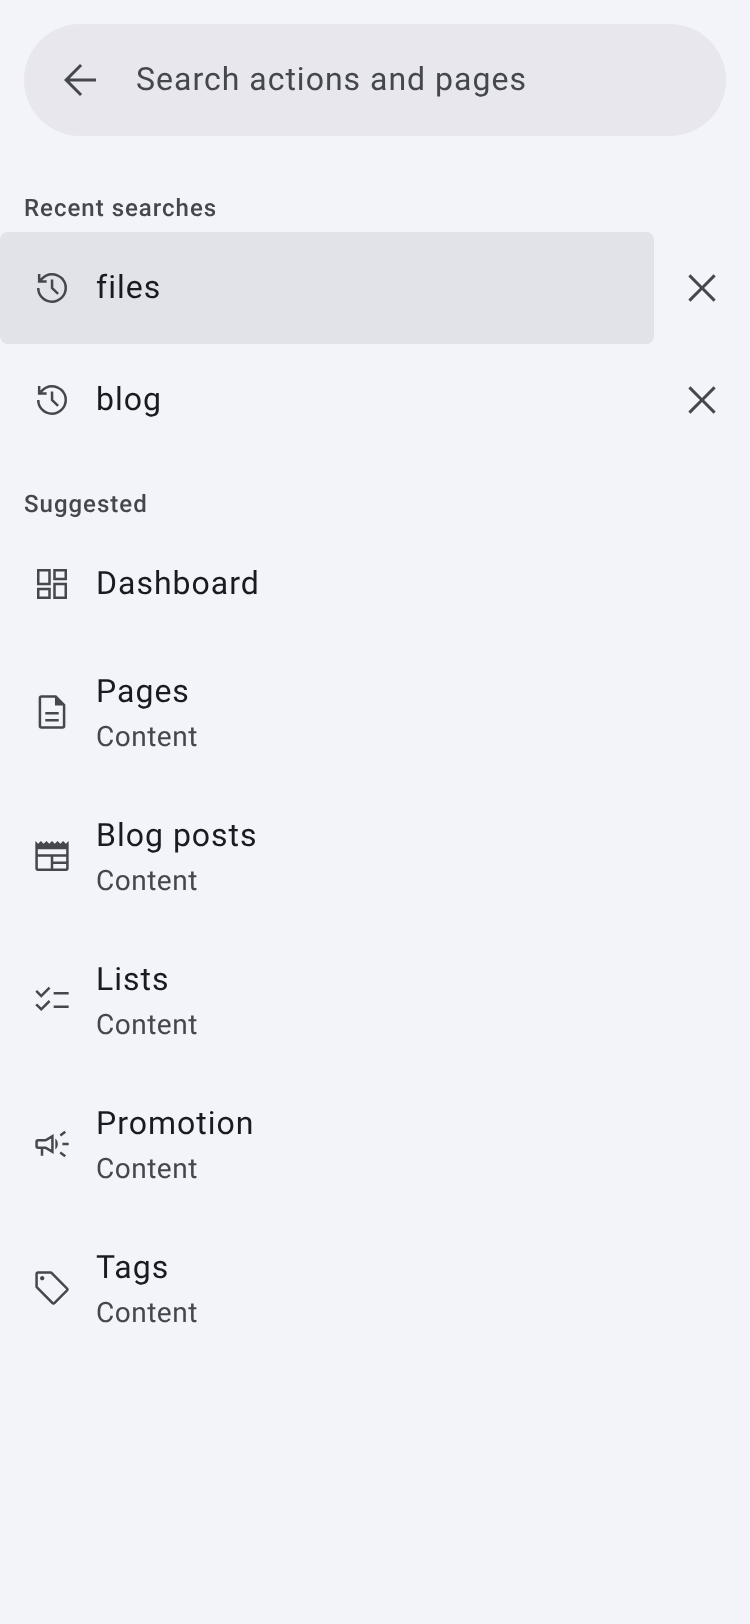 Search actions and pages
Recent searches
files
blog
Suggested
Dashboard
Pages
Content
Blog posts
Content
Lists
Content
Promotion
Content
Tags
Content